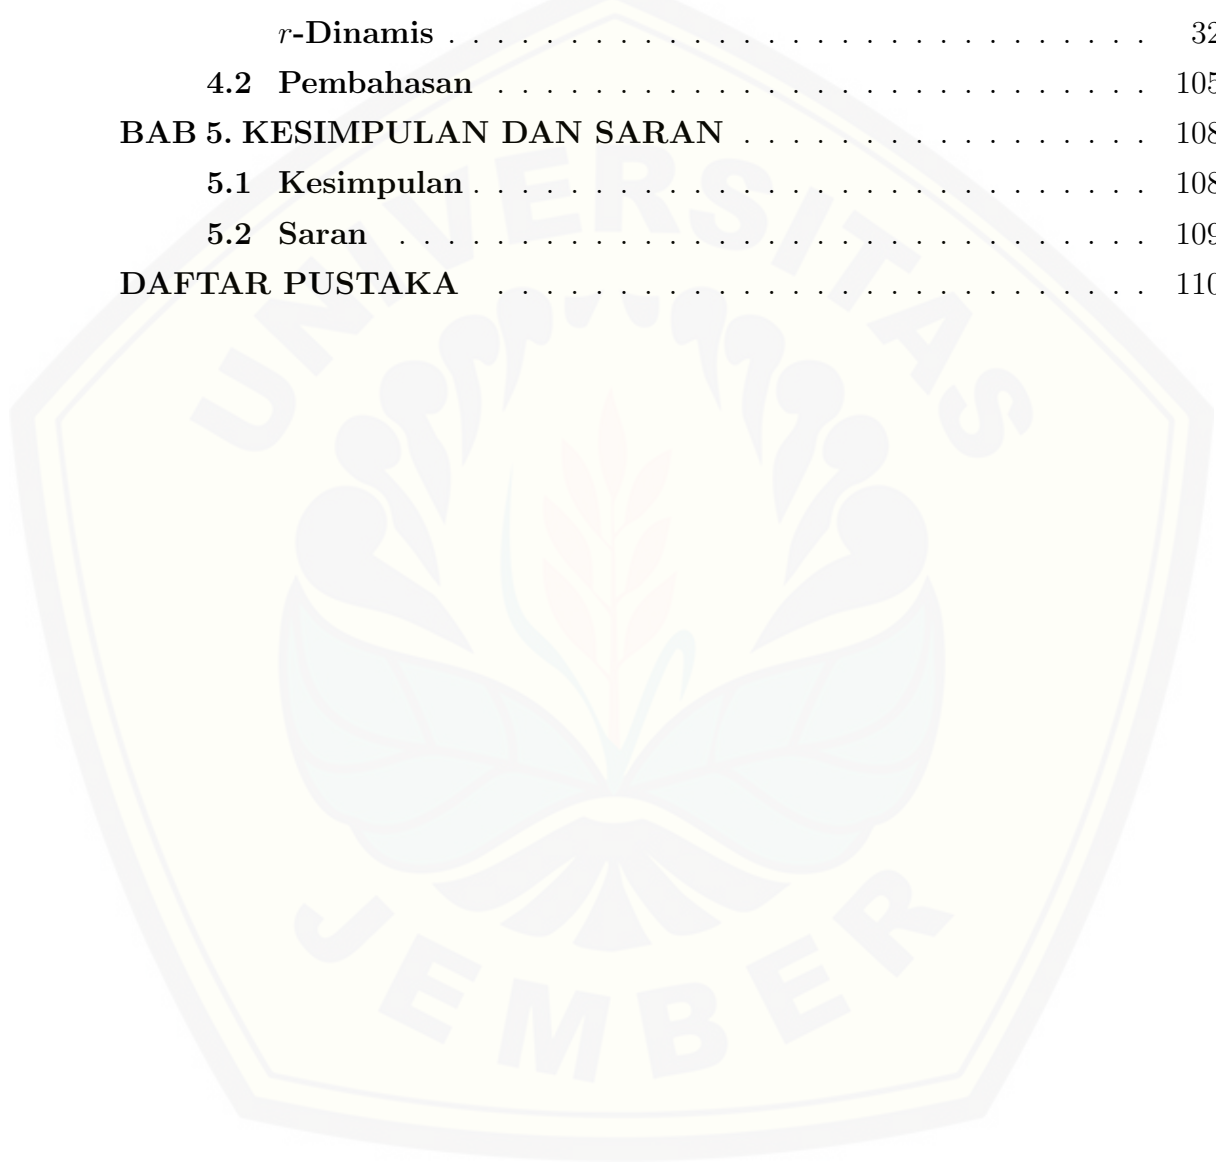 r-Dinamis . . . . . . . . . . . . . . . . . . . . . . . . . . . . . 32
4.2 Pembahasan . . . . . . . . . . . . . . . . . . . . . . . . . . . 105
BAB 5. KESIMPULAN DAN SARAN . . . . . . . . . . . . . . . . . 108
5.1 Kesimpulan . . . . . . . . . . . . . . . . . . . . . . . . . . . . 108
5.2 Saran . . . . . . . . . . . . . . . . . . . . . . . . . . . . . . . 109
DAFTAR PUSTAKA . . . . . . . . . . . . . . . . . . . . . . . . . . . 110
UNIVERSITAS
JEMBER